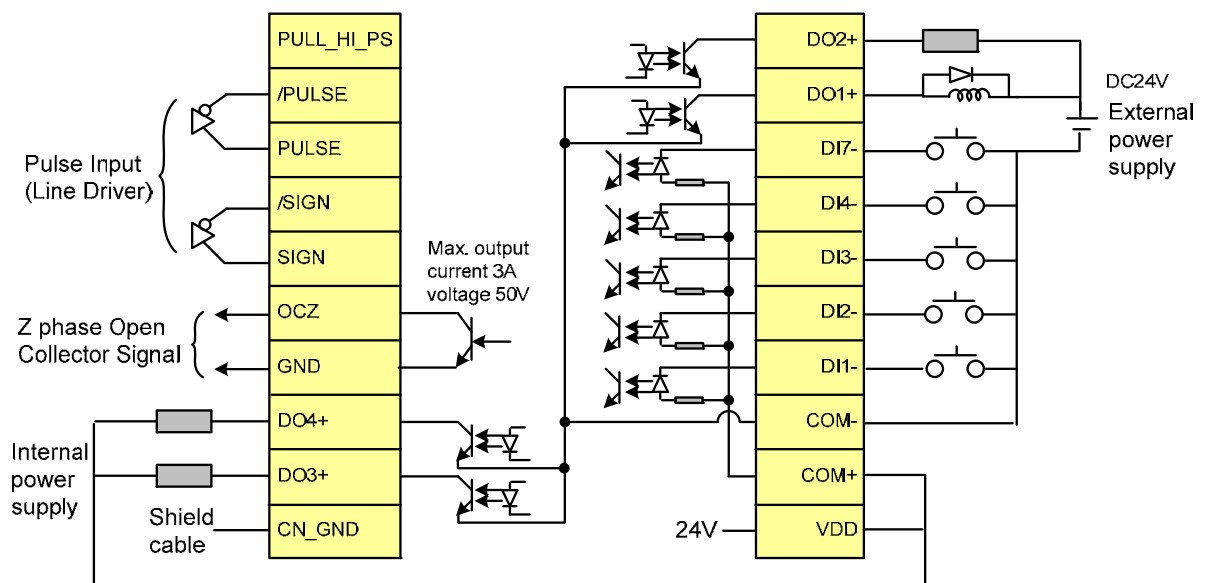 PULL_HI_PS
/PULSE
PULSE
/SIGN
SIGN
OCZ
GND
DO4+
DO3+
CN_GND
Pulse Input
(Line Driver)
Z phase Open
Collector Signal
Internal
power
supply
Shield
cable
Max. output
current 3A
voltage 50V
DO2+
DO1+
DI7-
DI4-
DI3-
DI2-
DI1-
COM-
COM+
VDD
24V
DC24V
External
power
supply